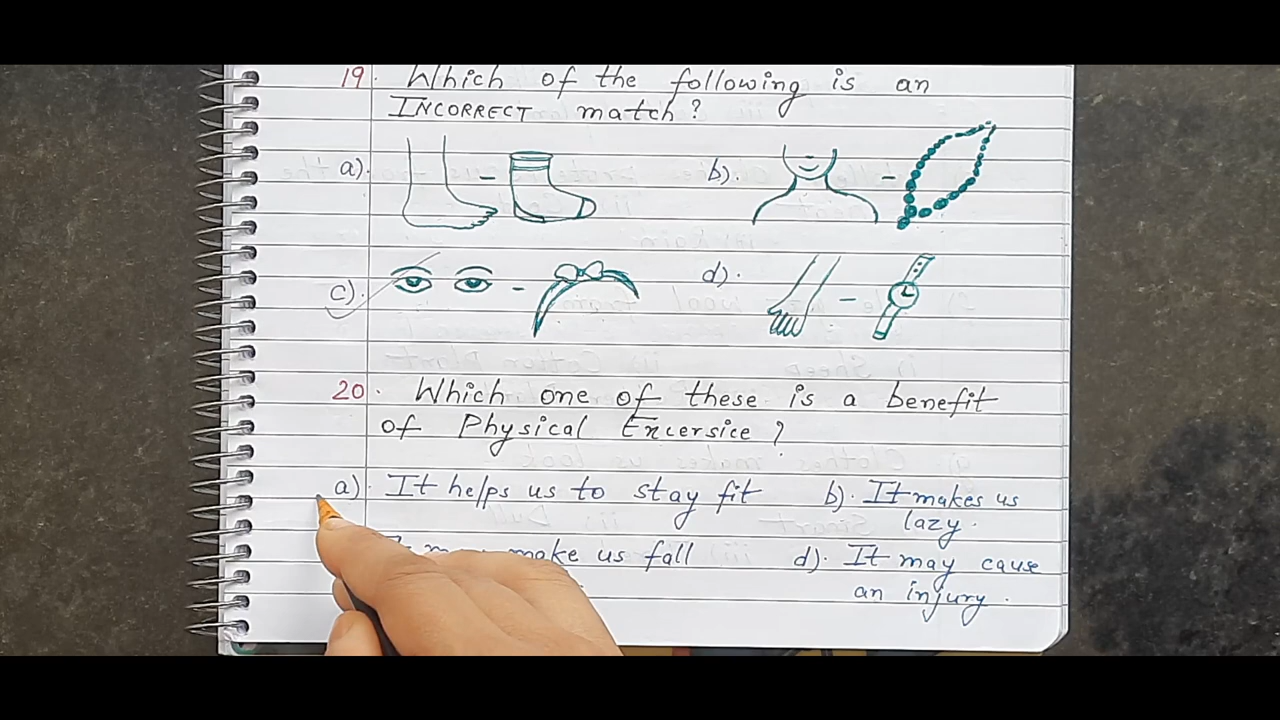 19. Which of the following is an
INCORRECT match?
a).
b).
c).
d).
20. Which one of these is a benefit
of Physical Excersice?
a). It helps us to stay fit
b). It makes us
lazy.
make us fall
d). It may cause
an injury.